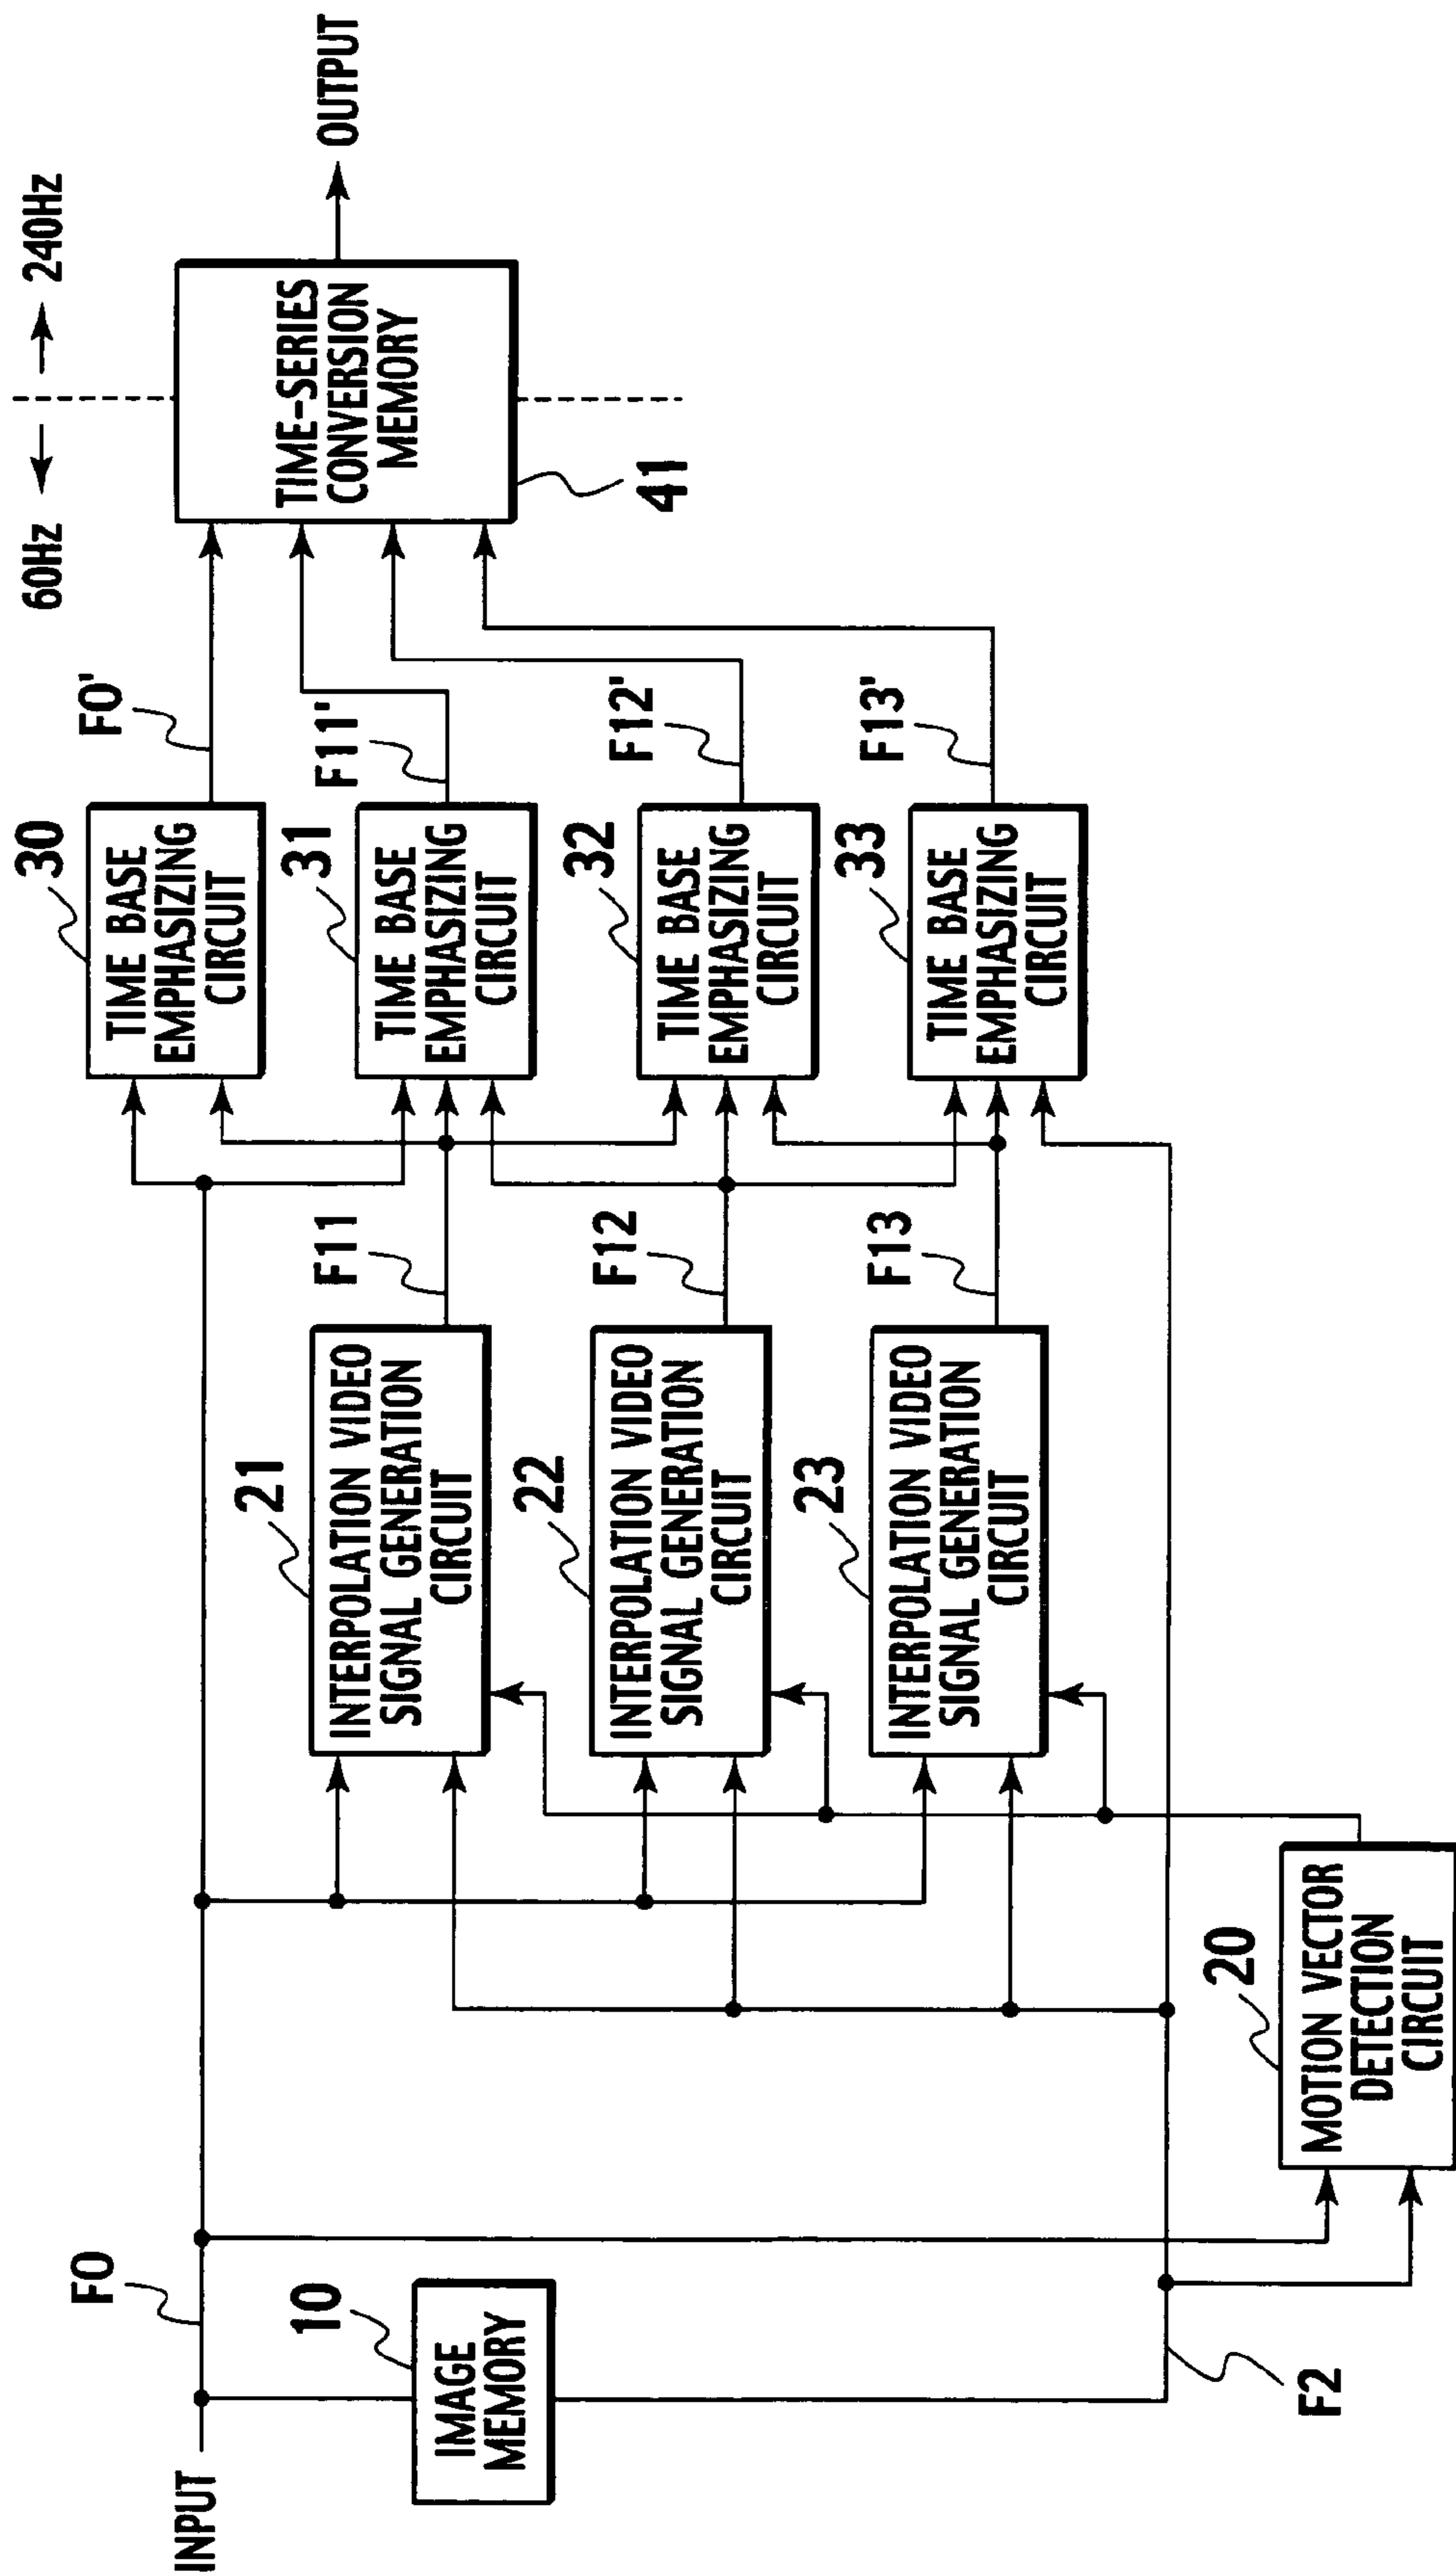 60Hz ← → 240Hz
INPUT
F0
10
IMAGE
MEMORY
F2
20
MOTION VECTOR
DETECTION
CIRCUIT
21
INTERPOLATION VIDEO
SIGNAL GENERATION
CIRCUIT
F11
22
INTERPOLATION VIDEO
SIGNAL GENERATION
CIRCUIT
F12
23
INTERPOLATION VIDEO
SIGNAL GENERATION
CIRCUIT
F13
30
TIME BASE
EMPHASIZING
CIRCUIT
F0'
31
TIME BASE
EMPHASIZING
CIRCUIT
F11'
32
TIME BASE
EMPHASIZING
CIRCUIT
F12'
33
TIME BASE
EMPHASIZING
CIRCUIT
F13'
TIME-SERIES
CONVERSION
MEMORY
41
OUTPUT